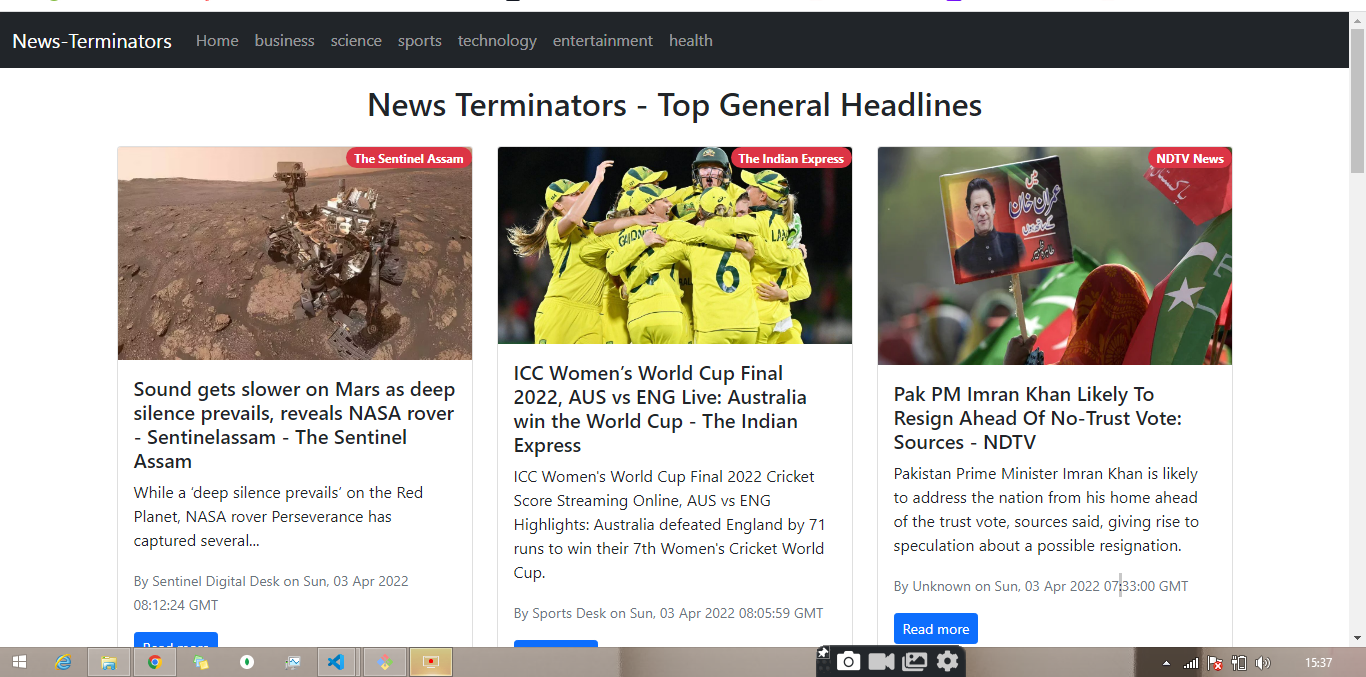 News-Terminators Home business science sports technology entertainment health
News Terminators - Top General Headlines
The Sentinel Assam
Sound gets slower on Mars as deep
silence prevails, reveals NASA rover
- Sentinelassam - The Sentinel
Assam
While a ‘deep silence prevails’ on the Red
Planet, NASA rover Perseverance has
captured several...
By Sentinel Digital Desk on Sun, 03 Apr 2022
08:12:24 GMT
Read more
The Indian Express
6
ICC Women’s World Cup Final
2022, AUS vs ENG Live: Australia
win the World Cup - The Indian
Express
ICC Women's World Cup Final 2022 Cricket
Score Streaming Online, AUS vs ENG
Highlights: Australia defeated England by 71
runs to win their 7th Women's Cricket World
Cup.
By Sports Desk on Sun, 03 Apr 2022 08:05:59 GMT
NDTV News
میں
عمران خان
کے ساتھ ہوں
Pak PM Imran Khan Likely To
Resign Ahead Of No-Trust Vote:
Sources - NDTV
Pakistan Prime Minister Imran Khan is likely
to address the nation from his home ahead
of the trust vote, sources said, giving rise to
speculation about a possible resignation.
By Unknown on Sun, 03 Apr 2022 07:33:00 GMT
Read more
15:37